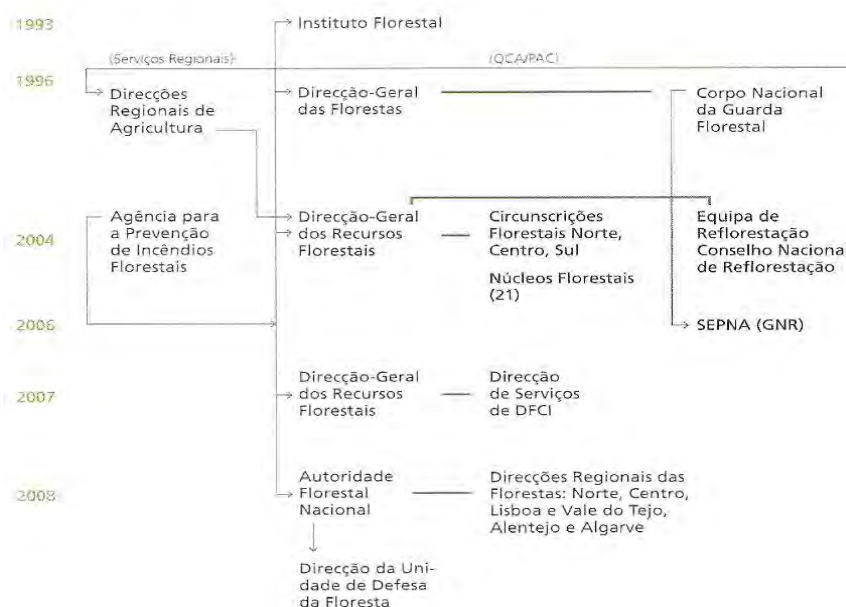 1993
Instituto Florestal
(Serviços Regionais)
(QCA/PAC)
1996
Direcções
Regionais de
Agricultura
Direcção-Geral
das Florestas
Corpo Nacional
da Guarda
Florestal
2004
Agência para
a Prevenção
de Incêndios
Florestais
Direcção-Geral
dos Recursos
Florestais
Circunscrições
Florestais Norte,
Centro, Sul
Núcleos Florestais
(21)
Equipa de
Reflorestação
Conselho Naciona
de Reflorestação
2006
SEPNA (GNR)
2007
Direcção-Geral
dos Recursos
Florestais
Direcção
de Serviços
de DFCI
2008
Autoridade
Florestal
Nacional
Direcções Regionais das
Florestas: Norte, Centro,
Lisboa e Vale do Tejo,
Alentejo e Algarve
Direcção da Uni-
dade de Defesa
da Floresta